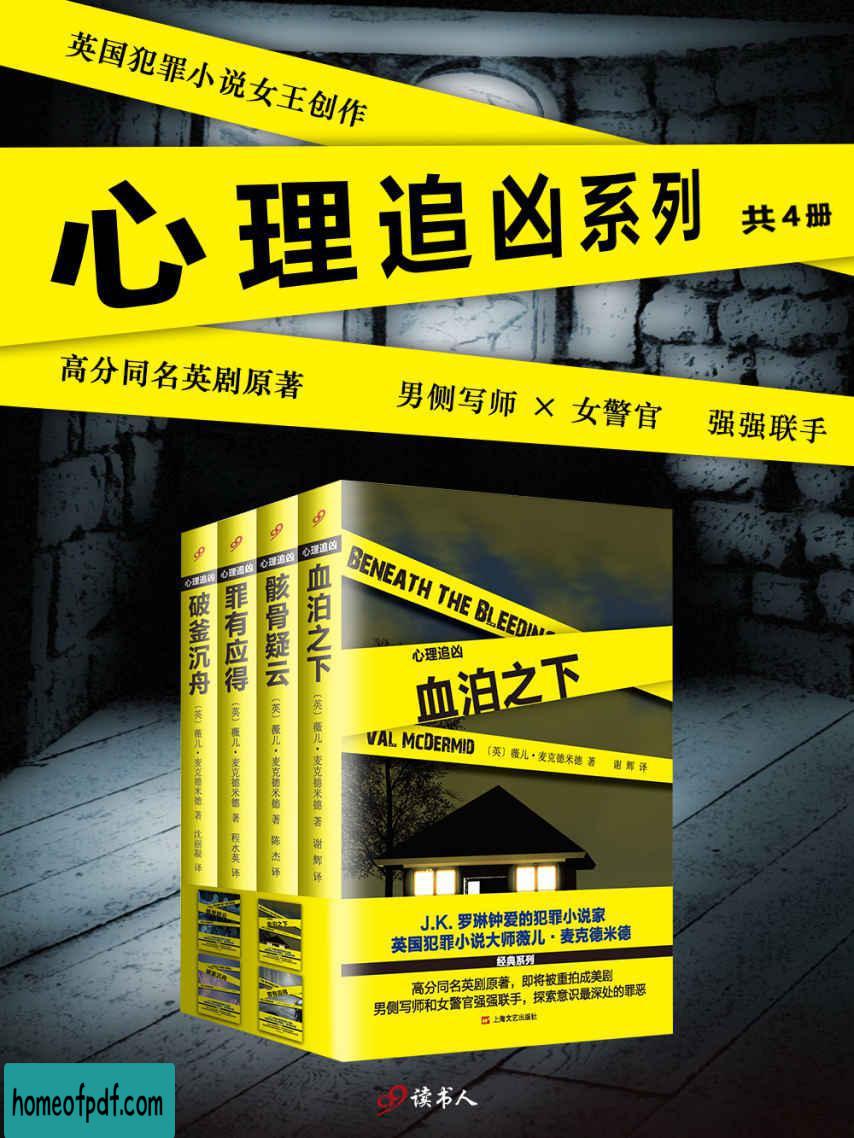 英国犯罪小说女王创作
心理追凶系列 共4册
高分同名英剧原著 男侧写师 × 女警官 强强联手
心理追凶 破釜沉舟 〔英〕薇儿·麦克德米德 著 沈丽凝 译
心理追凶 罪有应得 〔英〕薇儿·麦克德米德 著 程水英 译
心理追凶 骸骨疑云 〔英〕薇儿·麦克德米德 著 陈杰 译
心理追凶 血泊之下 〔英〕薇儿·麦克德米德 著 谢辉 译
BENEATH THE BLEEDING
心理追凶
血泊之下
VAL MCDERMID 〔英〕薇儿·麦克德米德 著 谢辉 译
J.K. 罗琳钟爱的犯罪小说家
英国犯罪小说大师薇儿·麦克德米德
经典系列
高分同名英剧原著，即将被重拍成美剧
男侧写师和女警官强强联手，探索意识最深处的罪恶
上海文艺出版社
血泊之下
homeofpdf.com
99读书人